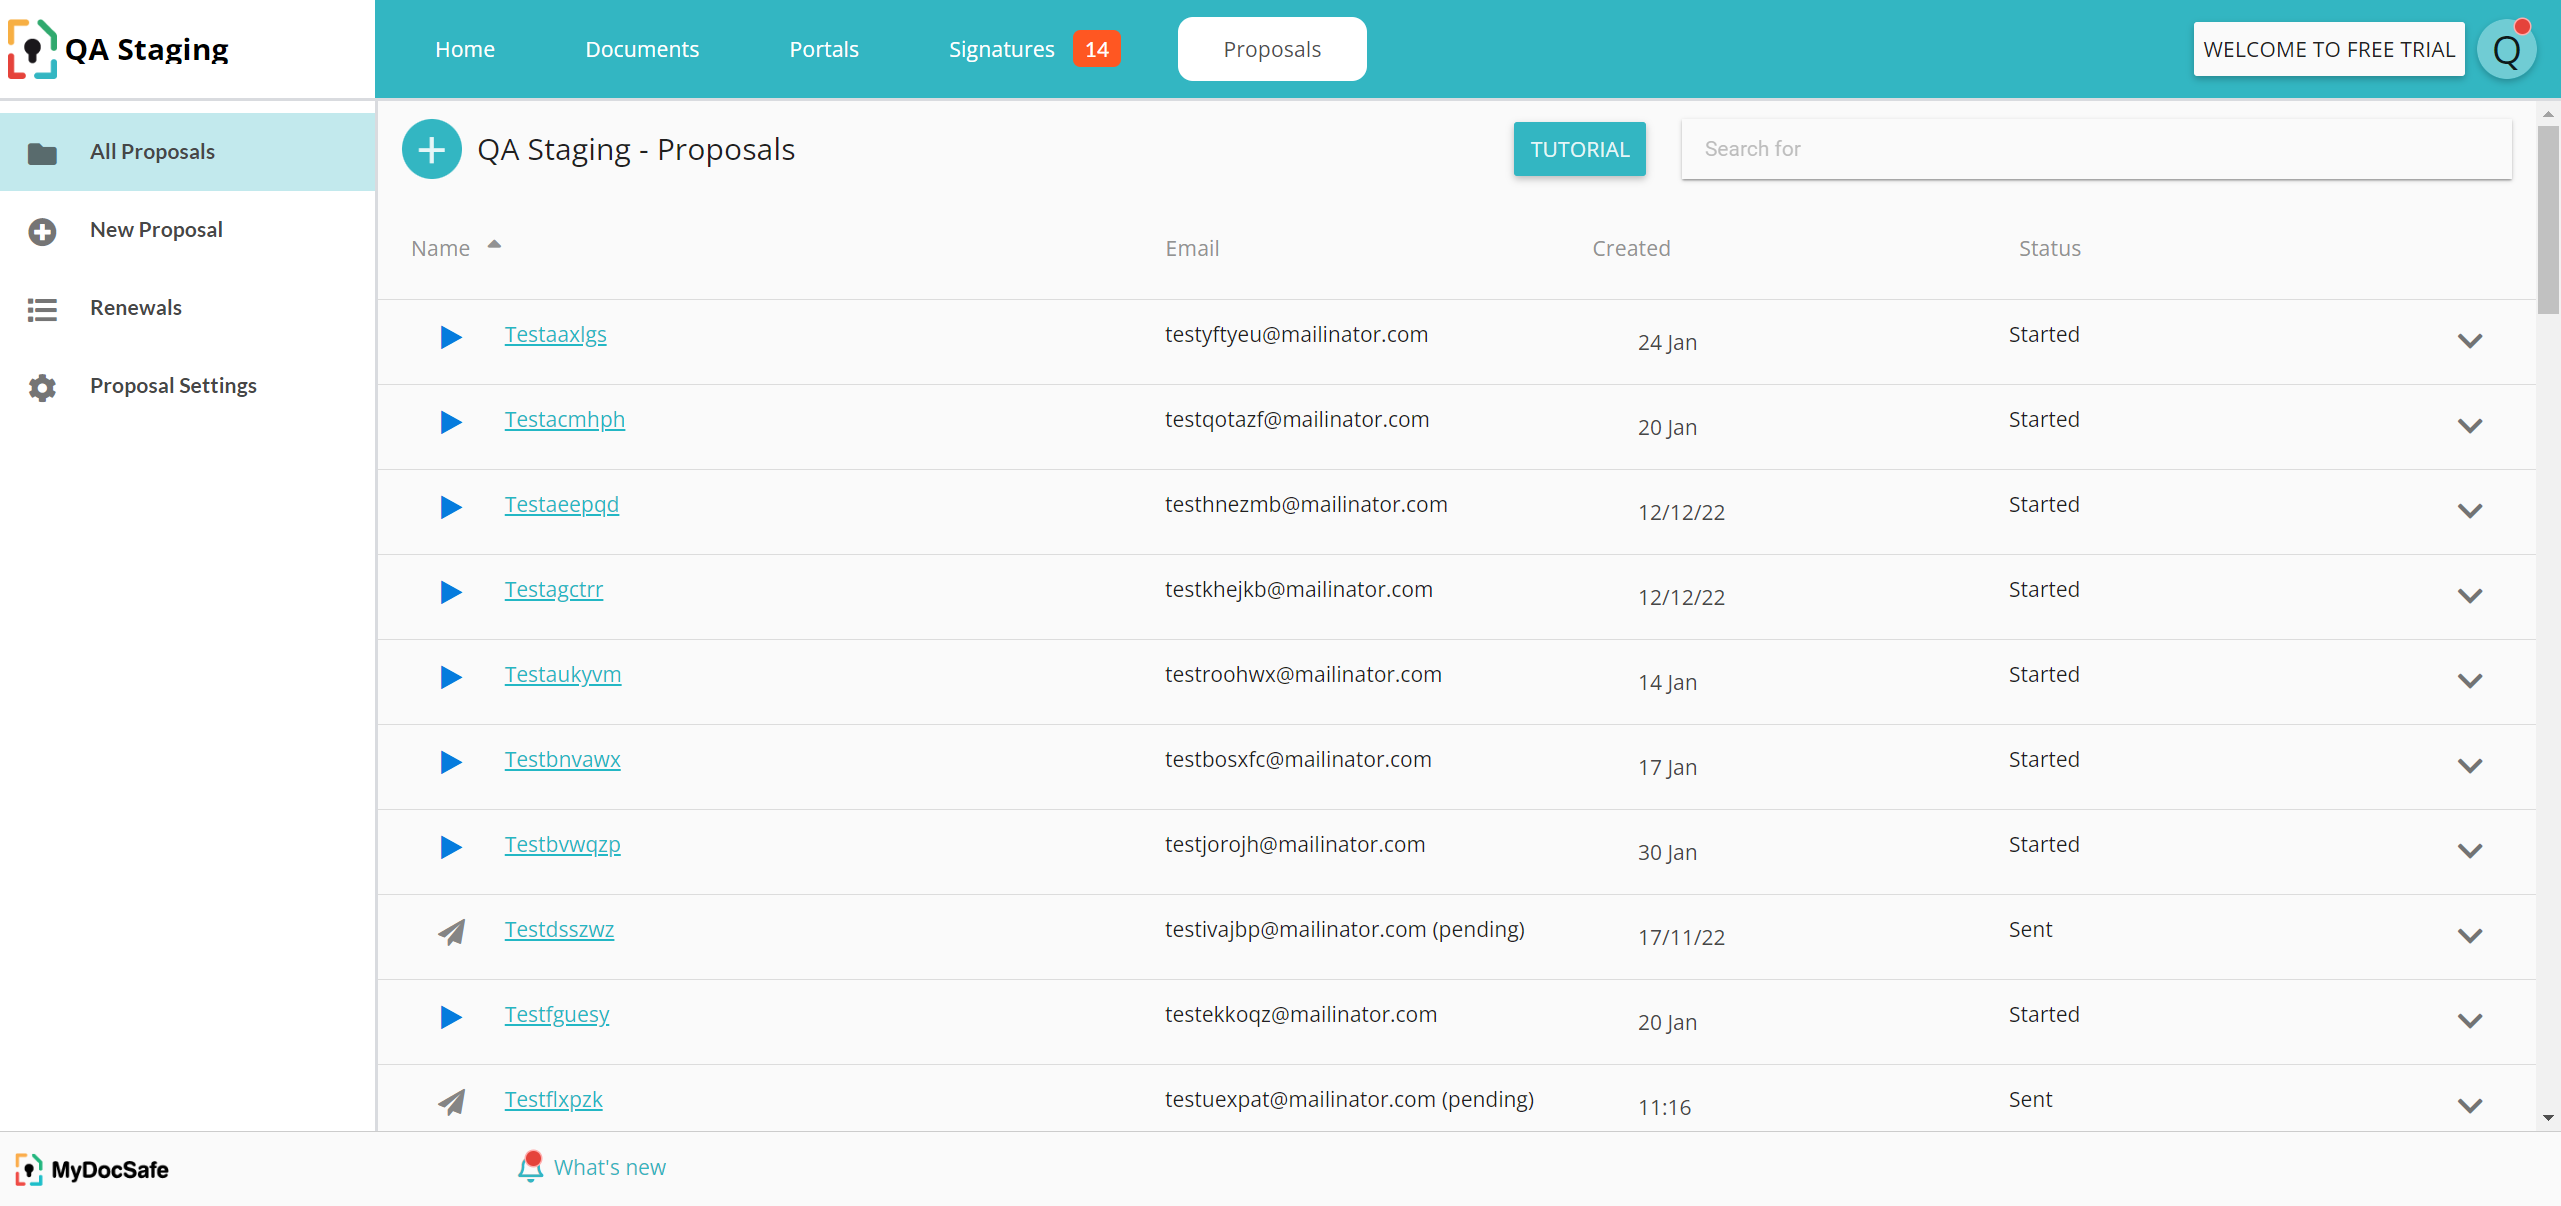 QA Staging
Home Documents Portals Signatures 14 Proposals
WELCOME TO FREE TRIAL Q
All Proposals
New Proposal
Renewals
Proposal Settings
QA Staging - Proposals
TUTORIAL
Search for
Name Email Created Status
Testaaxlgs testyftyeu@mailinator.com 24 Jan Started
Testacmhph testqotazf@mailinator.com 20 Jan Started
Testaeepqd testhnezmb@mailinator.com 12/12/22 Started
Testagctrr testkhejkb@mailinator.com 12/12/22 Started
Testaukyvm testroohwx@mailinator.com 14 Jan Started
Testbnvawx testbosxfc@mailinator.com 17 Jan Started
Testbvwqzp testjorojh@mailinator.com 30 Jan Started
Testdsszwz testivajbp@mailinator.com (pending) 17/11/22 Sent
Testfguesy testekkoqz@mailinator.com 20 Jan Started
Testflxpzk testuexpat@mailinator.com (pending) 11:16 Sent
MyDocSafe
What's new